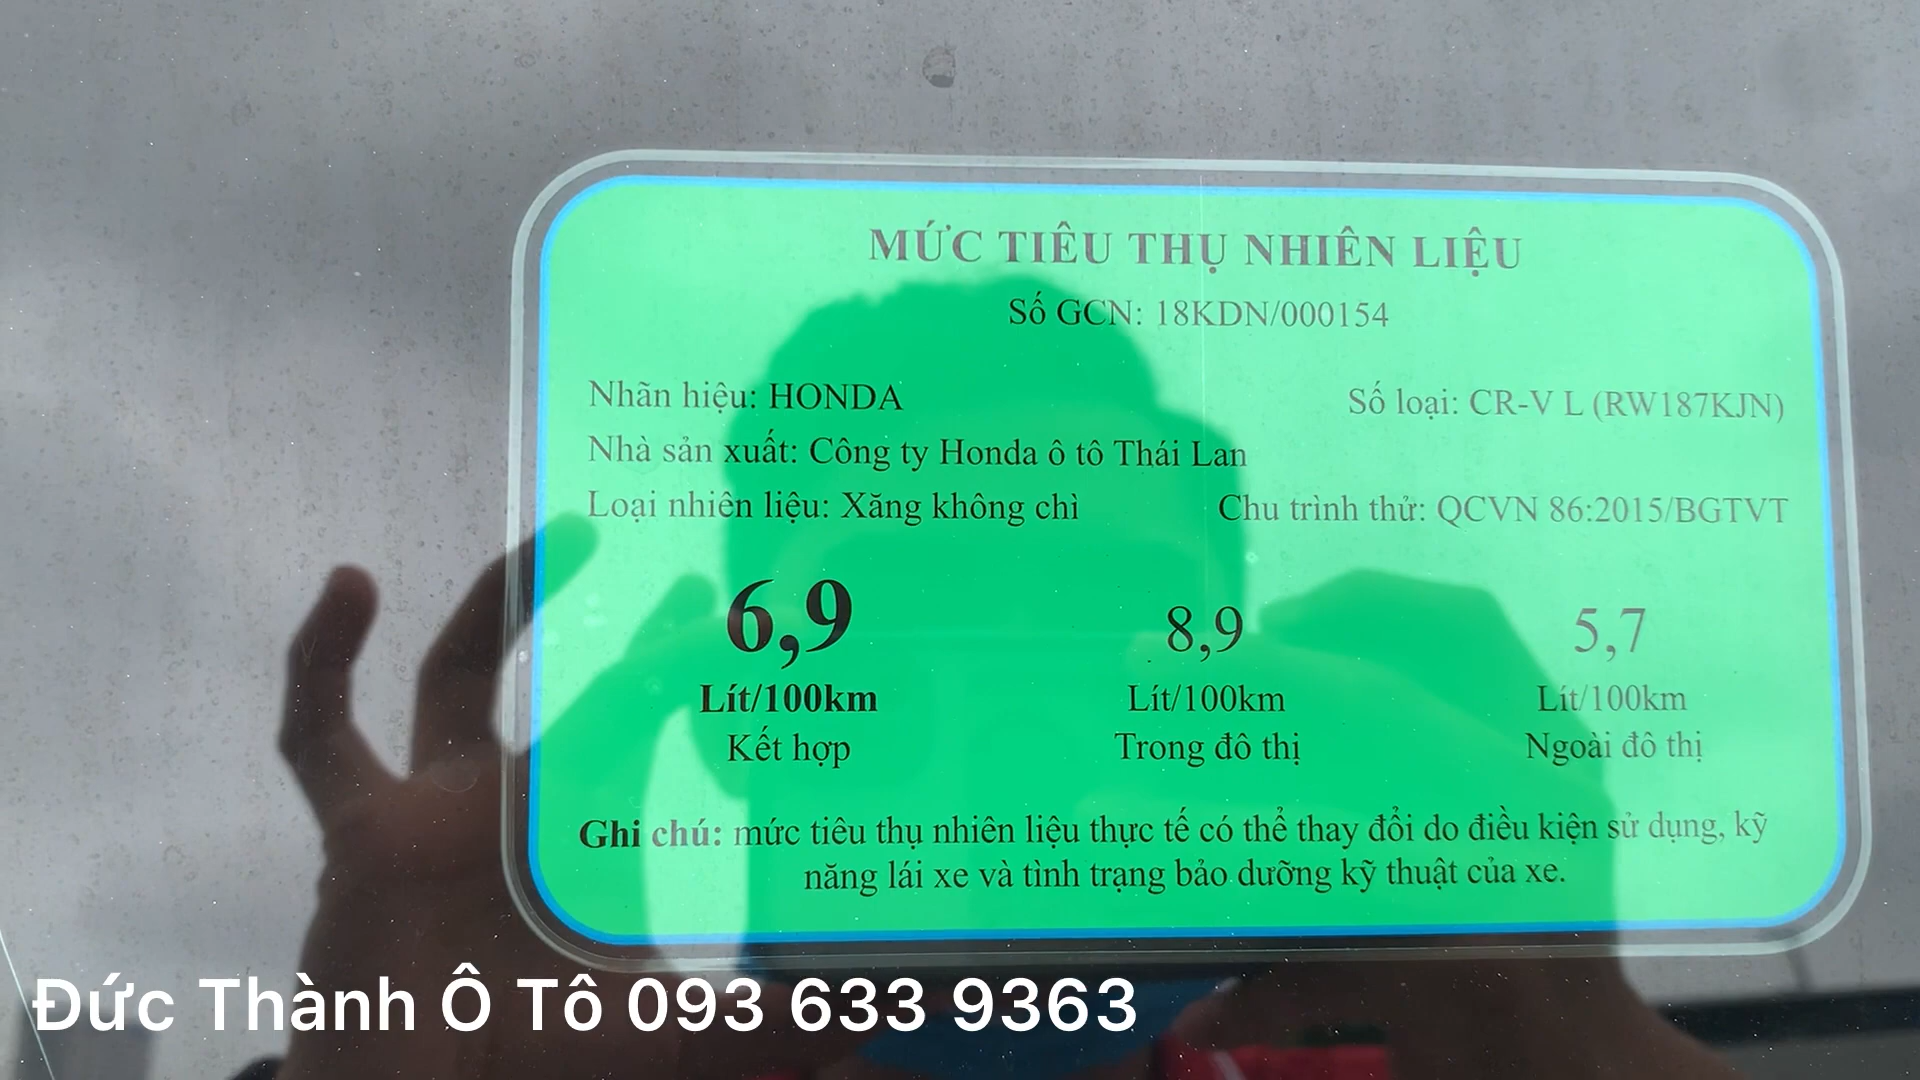 MỨC TIÊU THỤ NHIÊN LIỆU
Số GCN: 18KDN/000154
Nhãn hiệu: HONDA
Số loại: CR-V L (RW187KJN)
Nhà sản xuất: Công ty Honda ô tô Thái Lan
Loại nhiên liệu: Xăng không chì
Chu trình thử: QCVN 86:2015/BGTVT
6,9
8,9
5,7
Lít/100km
Lít/100km
Lít/100km
Kết hợp
Trong đô thị
Ngoài đô thị
Ghi chú: mức tiêu thụ nhiên liệu thực tế có thể thay đổi do điều kiện sử dụng, kỹ
năng lái xe và tình trạng bảo dưỡng kỹ thuật của xe.
Đức Thành Ô Tô 093 633 9363